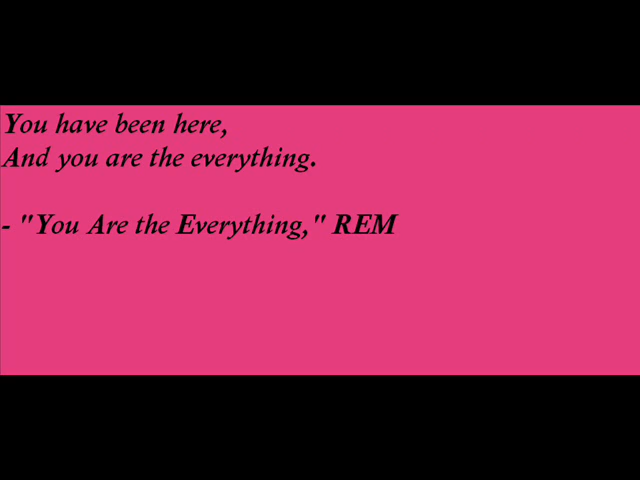 You have been here,
And you are the everything.
- "You Are the Everything," REM